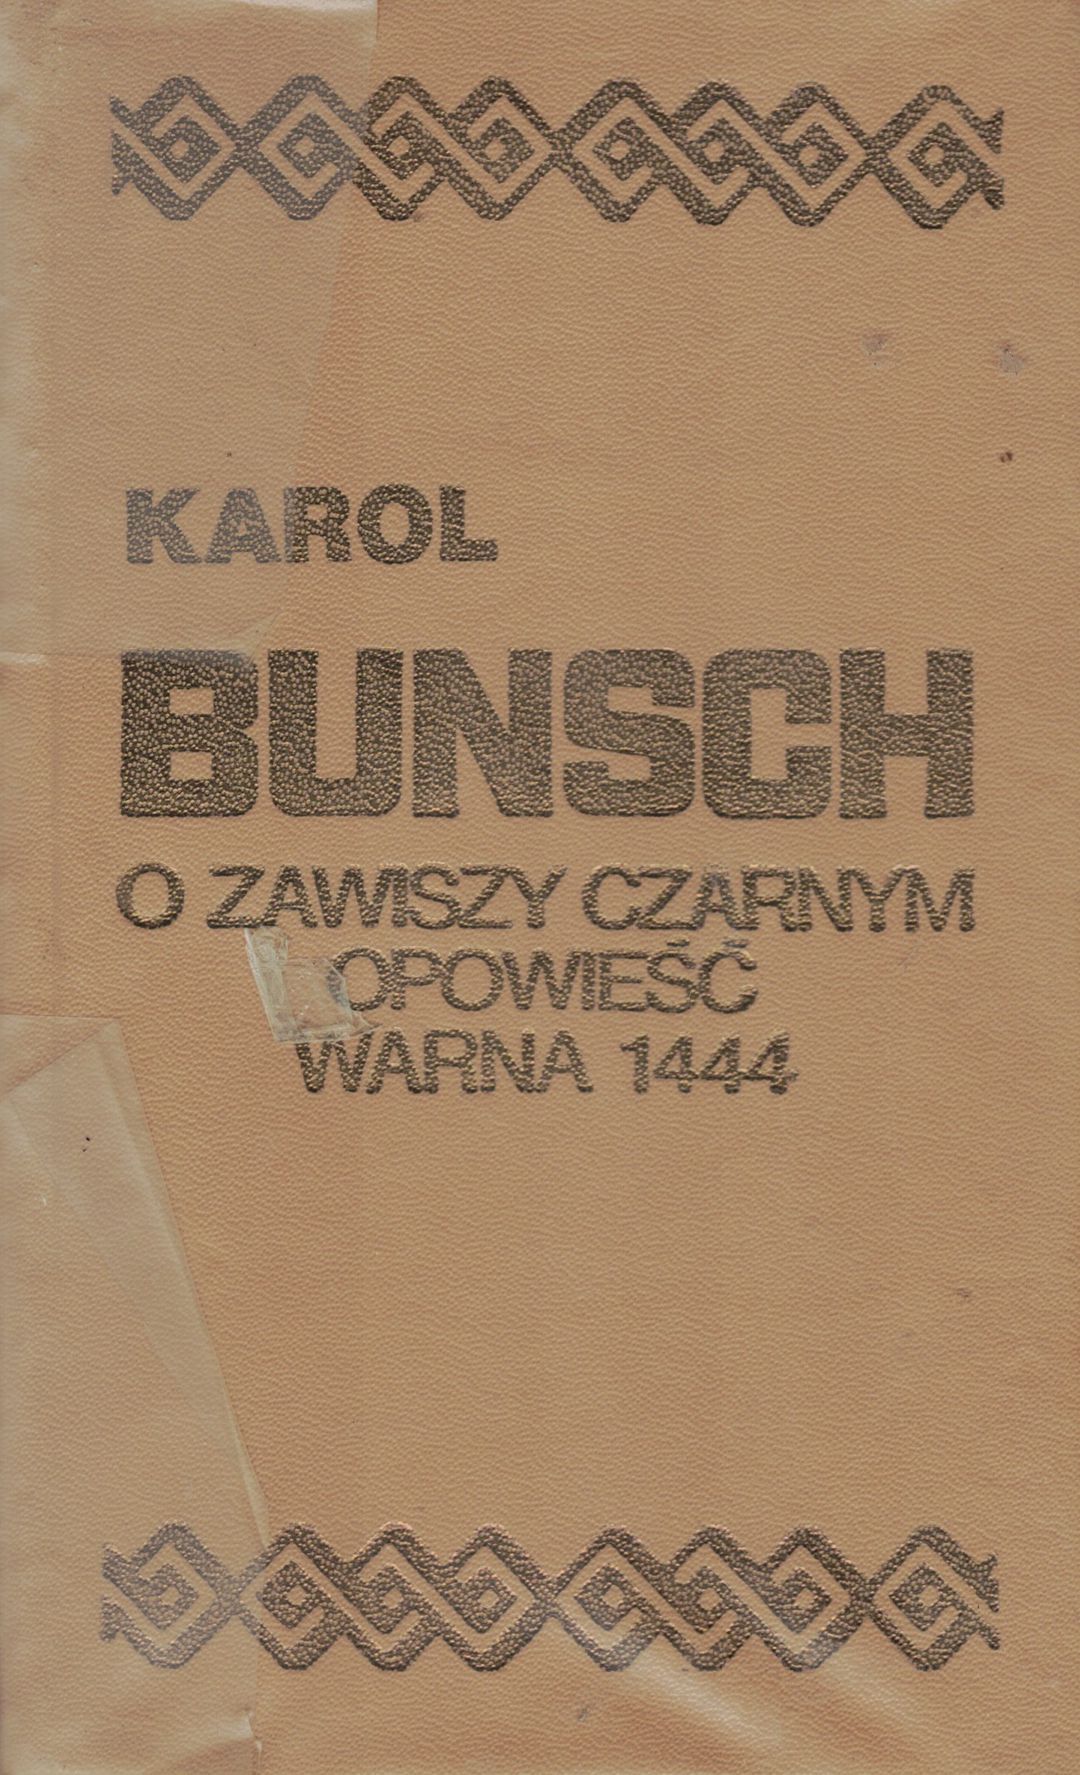 KAROL
BUNSCH
O ZAWISZY CZARNYM
OPOWIEŚĆ
WARNA 1444